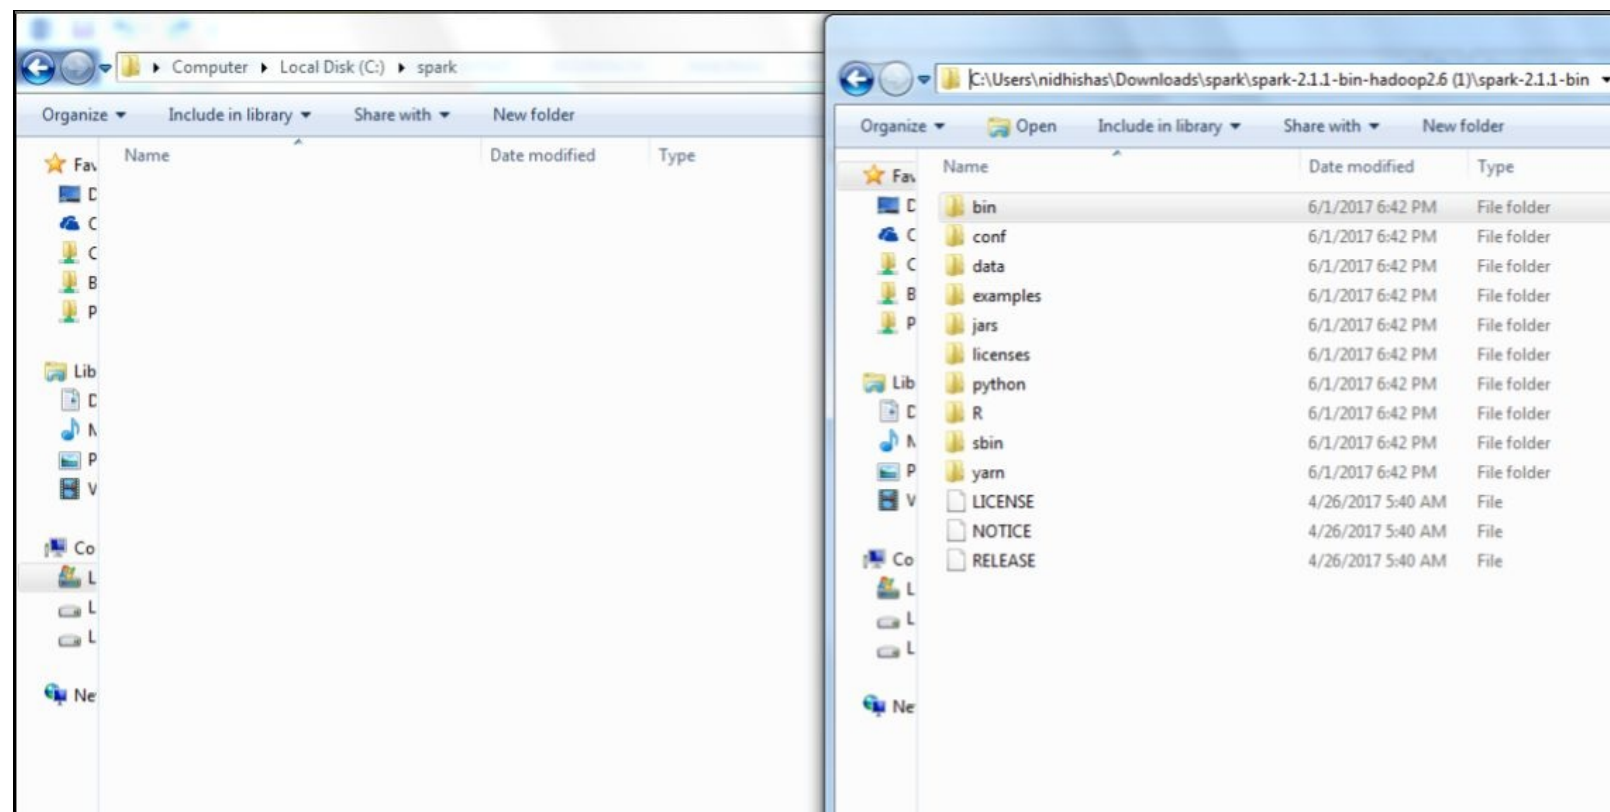 Computer Local Disk (C:) spark
Organize Include in library Share with New folder
Name Date modified Type
Fav
D
C
C
B
P
Lib
D
M
P
V
Co
L
L
L
Ne
C:\Users\nidhishas\Downloads\spark\spark-2.1.1-bin-hadoop2.6 (1)\spark-2.1.1-bin
Organize Open Include in library Share with New folder
Name Date modified Type
bin 6/1/2017 6:42 PM File folder
conf 6/1/2017 6:42 PM File folder
data 6/1/2017 6:42 PM File folder
examples 6/1/2017 6:42 PM File folder
jars 6/1/2017 6:42 PM File folder
licenses 6/1/2017 6:42 PM File folder
python 6/1/2017 6:42 PM File folder
R 6/1/2017 6:42 PM File folder
sbin 6/1/2017 6:42 PM File folder
yarn 6/1/2017 6:42 PM File folder
LICENSE 4/26/2017 5:40 AM File
NOTICE 4/26/2017 5:40 AM File
RELEASE 4/26/2017 5:40 AM File
Fav
D
C
C
B
P
Lib
D
M
P
V
Co
L
L
L
Ne